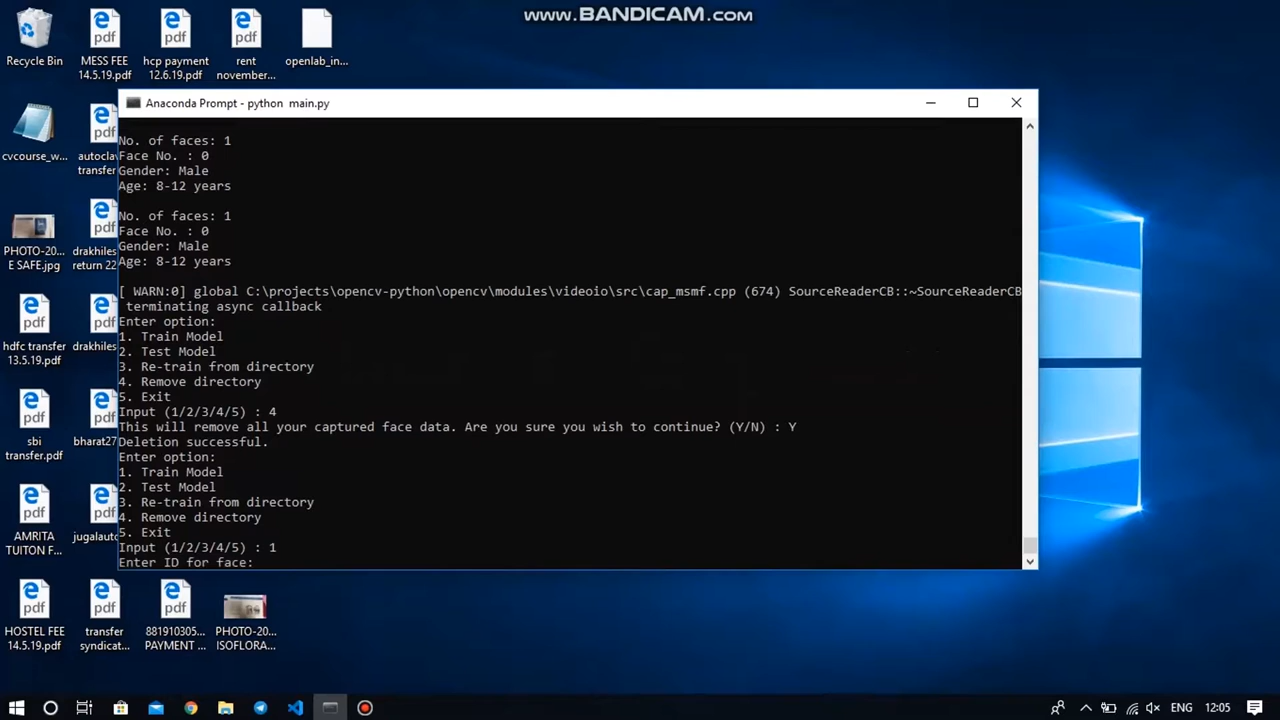 www.BANDICAM.com
Recycle Bin
MESS FEE
14.5.19.pdf
hcp payment
12.6.19.pdf
rent
november...
openlab_in...
Anaconda Prompt - python  main.py
cvcourse_w...
autoclav
transfer
PHOTO-20...
E SAFE.jpg
drakhiles
return 22
hdfc transfer
13.5.19.pdf
drakhiles
sbi
transfer.pdf
bharat27
AMRITA
TUITON F...
jugalauto
HOSTEL FEE
14.5.19.pdf
transfer
syndicat...
881910305...
PAYMENT ...
PHOTO-20...
ISOFLORA...
No. of faces: 1
Face No. : 0
Gender: Male
Age: 8-12 years
No. of faces: 1
Face No. : 0
Gender: Male
Age: 8-12 years
[ WARN:0] global C:\projects\opencv-python\opencv\modules\videoio\src\cap_msmf.cpp (674) SourceReaderCB::~SourceReaderCB
terminating async callback
Enter option:
1. Train Model
2. Test Model
3. Re-train from directory
4. Remove directory
5. Exit
Input (1/2/3/4/5) : 4
This will remove all your captured face data. Are you sure you wish to continue? (Y/N) : Y
Deletion successful.
Enter option:
1. Train Model
2. Test Model
3. Re-train from directory
4. Remove directory
5. Exit
Input (1/2/3/4/5) : 1
Enter ID for face:
ENG
12:05